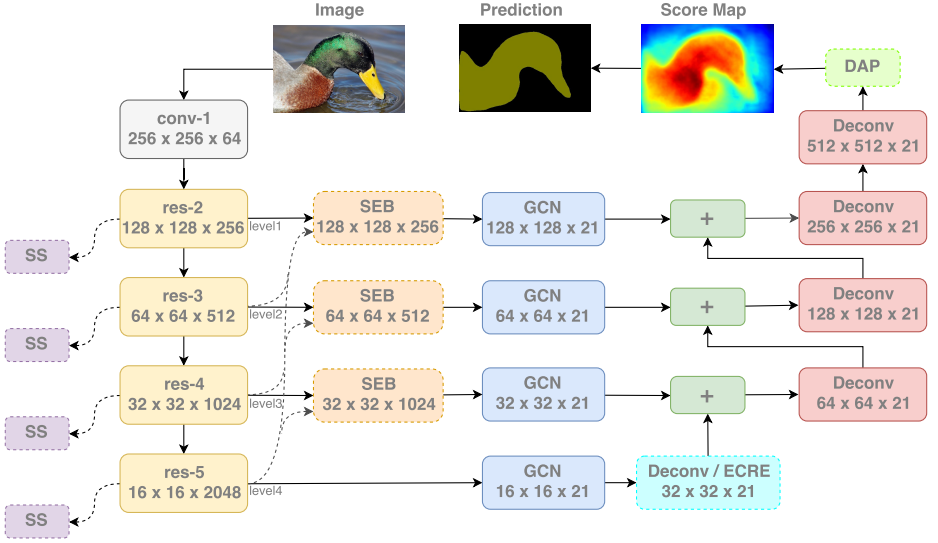 Image
Prediction
Score Map
DAP
conv-1
256 x 256 x 64
Deconv
512 x 512 x 21
res-2
128 x 128 x 256
level1
SEB
128 x 128 x 256
GCN
128 x 128 x 21
+
Deconv
256 x 256 x 21
SS
res-3
64 x 64 x 512
level2
SEB
64 x 64 x 512
GCN
64 x 64 x 21
+
Deconv
128 x 128 x 21
SS
res-4
32 x 32 x 1024
level3
SEB
32 x 32 x 1024
GCN
32 x 32 x 21
+
Deconv
64 x 64 x 21
SS
res-5
16 x 16 x 2048
level4
GCN
16 x 16 x 21
Deconv / ECRE
32 x 32 x 21
SS